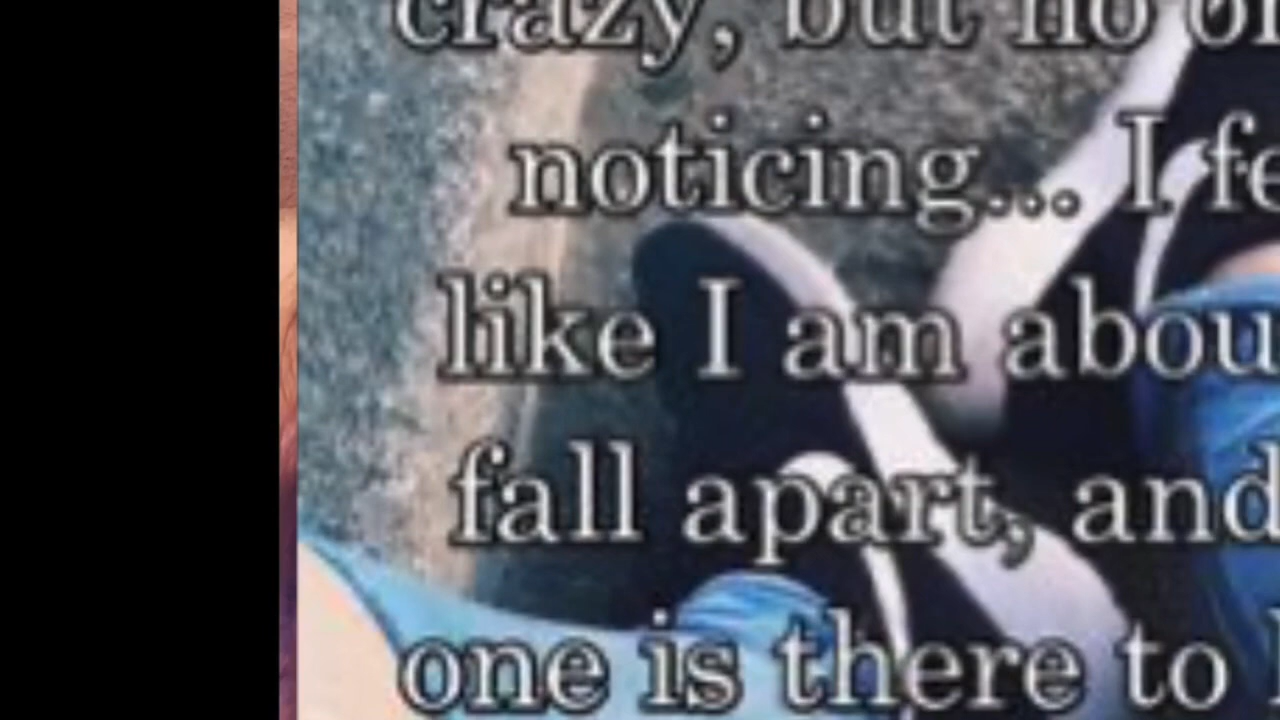 crazy, but no
noticing... I
like I am
fall apart, and
one is there to